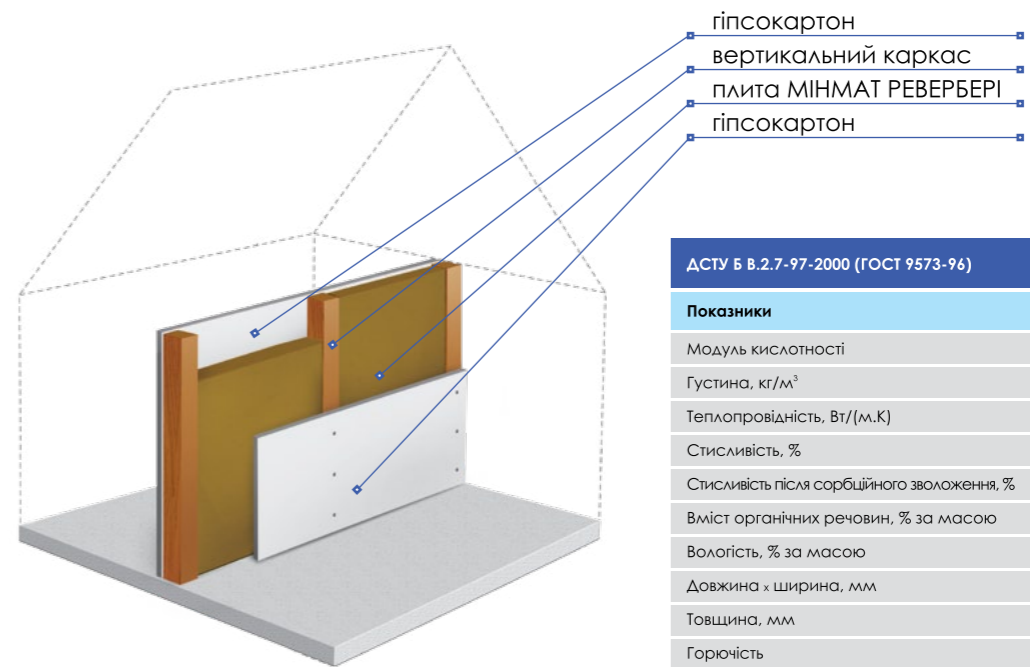 гіпсокартон
вертикальний каркас
плита МІНМАТ РЕВЕРБЕРІ
гіпсокартон
ДСТУ Б В.2.7-97-2000 (ГОСТ 9573-96)
Показники
Модуль кислотності
Густина, кг/м³
Теплопровідність, Вт/(м.К)
Стисливість, %
Стисливість після сорбційного зволоження, %
Вміст органічних речовин, % за масою
Вологість, % за масою
Довжина х ширина, мм
Товщина, мм
Горючість